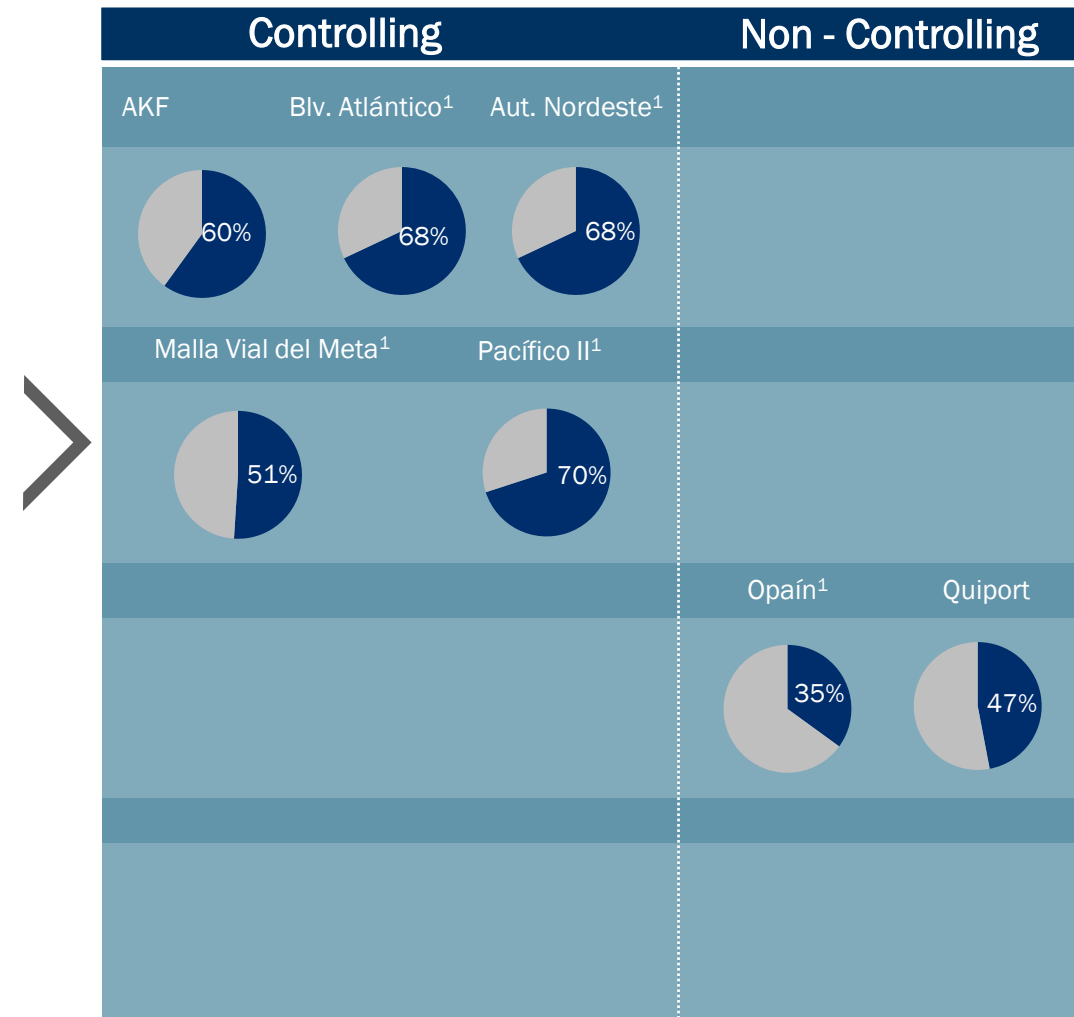 Controlling Non - Controlling
AKF Blv. Atlántico¹ Aut. Nordeste¹
60% 68% 68%
Malla Vial del Meta¹ Pacífico II¹
51% 70%
Opaín¹ Quiport
35% 47%